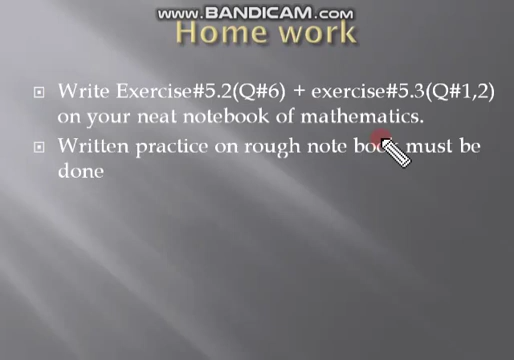 www.BANDICAM.com
Home work
Write Exercise#5.2(Q#6) + exercise#5.3(Q#1,2)
on your neat notebook of mathematics.
Written practice on rough note book must be
done